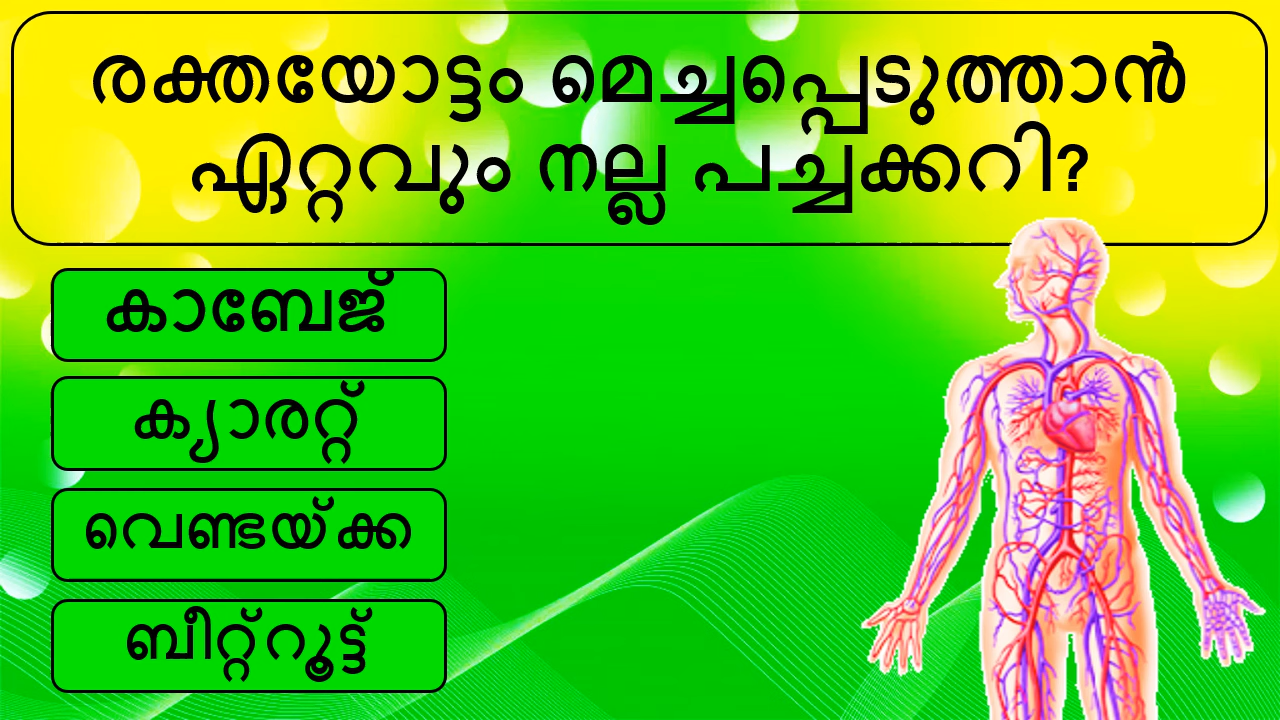 രക്തയോട്ടം മെച്ചപ്പെടുത്താൻ
ഏറ്റവും നല്ല പച്ചക്കറി?
കാബേജ്
ക്യാരറ്റ്
വെണ്ടയ്ക്ക
ബീറ്റ്റൂട്ട്